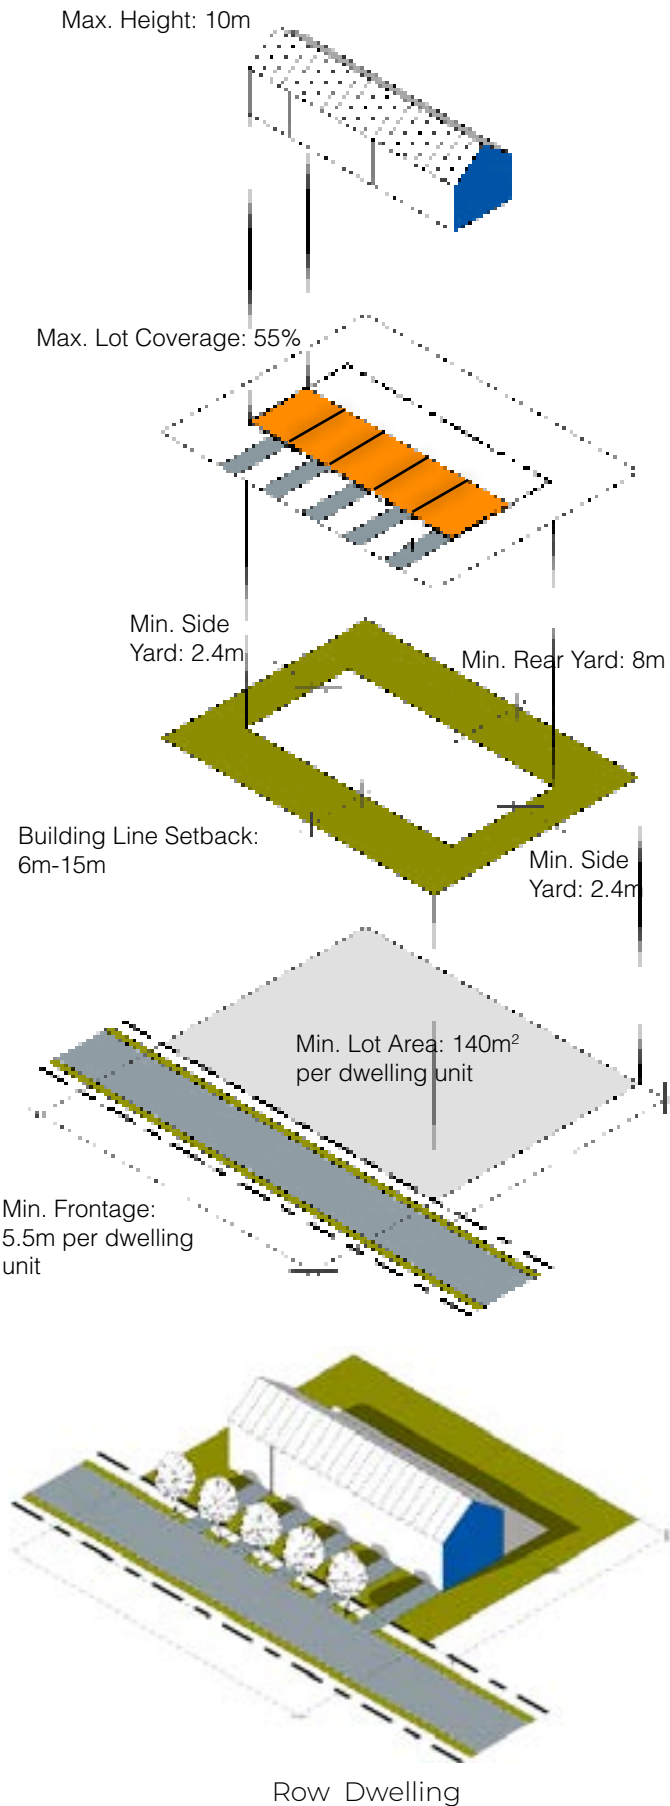 Max. Height: 10m
Max. Lot Coverage: 55%
Min. Side
Yard: 2.4m
Min. Rear Yard: 8m
Building Line Setback:
6m-15m
Min. Side
Yard: 2.4m
Min. Lot Area: 140m²
per dwelling unit
Min. Frontage:
5.5m per dwelling
unit
Row Dwelling